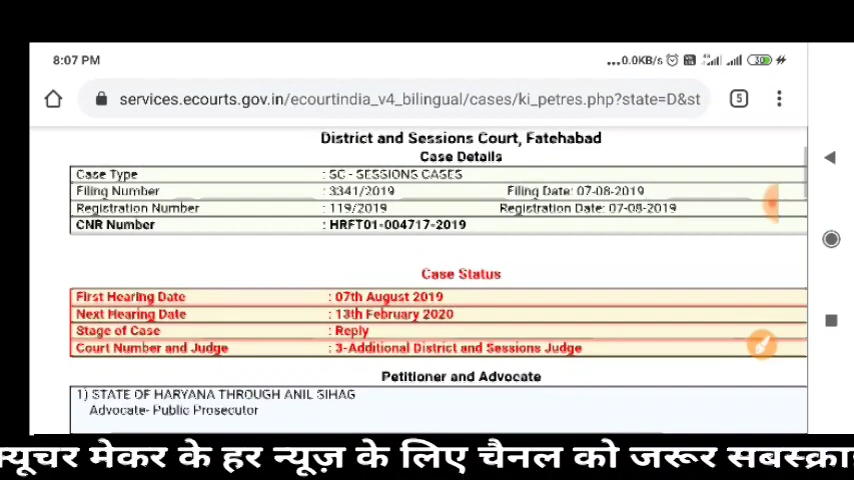 8:07 PM
...0.0KB/s
30
services.ecourts.gov.in/ecourtindia_v4_bilingual/cases/ki_petres.php?state=D&st
5
District and Sessions Court, Fatehabad
Case Details
Case Type : SC - SESSIONS CASES
Filing Number : 3341/2019 Filing Date: 07-08-2019
Registration Number : 119/2019 Registration Date: 07-08-2019
CNR Number : HRFT01-004717-2019
Case Status
First Hearing Date : 07th August 2019
Next Hearing Date : 13th February 2020
Stage of Case : Reply
Court Number and Judge : 3-Additional District and Sessions Judge
Petitioner and Advocate
1) STATE OF HARYANA THROUGH ANIL SIHAG
Advocate- Public Prosecutor
मेकर के हर न्यूज़ के लिए चैनल को जरूर